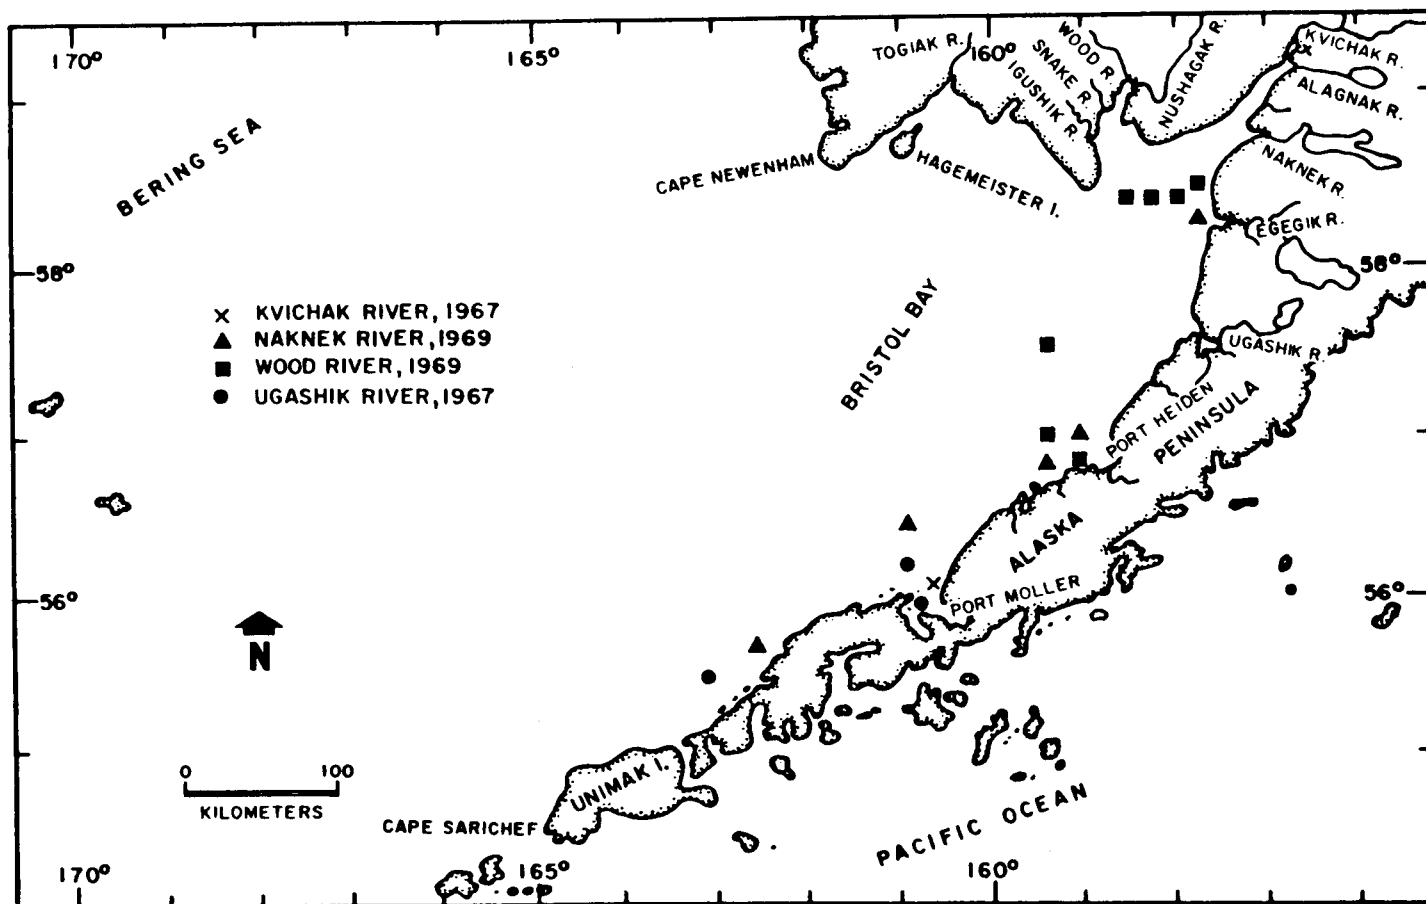 170°
165°
160°
TOGIAK R.
WOOD R.
SNAKE R.
IGUSHIK R.
NUSHAGAK R.
KVICHAK R.
ALAGNAK R.
BERING SEA
CAPE NEWENHAM
HAGEMEISTER I.
NAKNEK R.
EGEGIK R.
58°
58°
× KVICHAK RIVER, 1967
▲ NAKNEK RIVER, 1969
■ WOOD RIVER, 1969
● UGASHIK RIVER, 1967
BRISTOL BAY
UGASHIK R.
PORT HEIDEN
PENINSULA
ALASKA
PORT MOLLER
56°
56°
N
0 100
KILOMETERS
UNIMAK I.
CAPE SARICHEF
PACIFIC OCEAN
170°
165°
160°